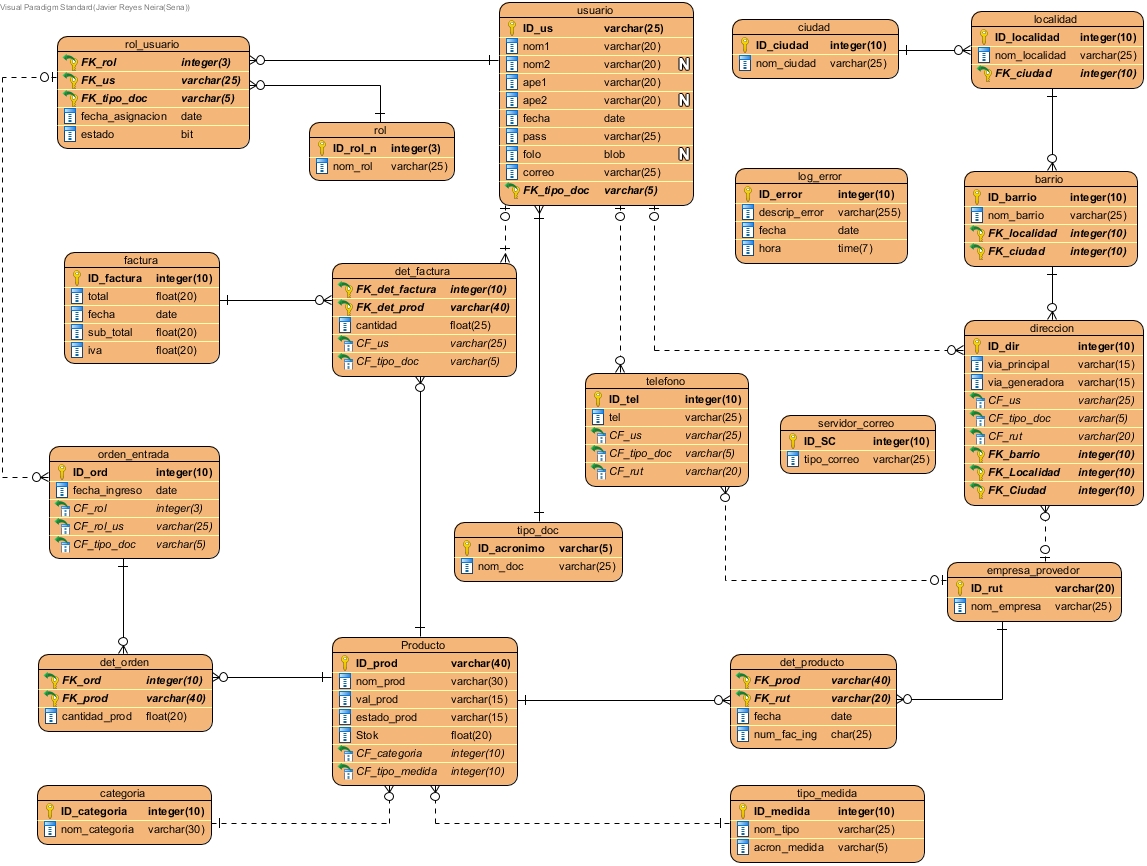 Visual Paradigm Standard(Javier Reyes Neira(Sena))
rol_usuario
FK_rol integer(3)
FK_us varchar(25)
FK_tipo_doc varchar(5)
fecha_asignacion date
estado bit
rol
ID_rol_n integer(3)
nom_rol varchar(25)
usuario
ID_us varchar(25)
nom1 varchar(20)
nom2 varchar(20) N
ape1 varchar(20)
ape2 varchar(20) N
fecha date
pass varchar(25)
folo blob N
correo varchar(25)
FK_tipo_doc varchar(5)
ciudad
ID_ciudad integer(10)
nom_ciudad varchar(25)
localidad
ID_localidad integer(10)
nom_localidad varchar(25)
FK_ciudad integer(10)
log_error
ID_error integer(10)
descrip_error varchar(255)
fecha date
hora time(7)
barrio
ID_barrio integer(10)
nom_barrio varchar(25)
FK_localidad integer(10)
FK_ciudad integer(10)
factura
ID_factura integer(10)
total float(20)
fecha date
sub_total float(20)
iva float(20)
det_factura
FK_det_factura integer(10)
FK_det_prod varchar(40)
cantidad float(25)
CF_us varchar(25)
CF_tipo_doc varchar(5)
direccion
ID_dir integer(10)
via_principal varchar(15)
via_generadora varchar(15)
CF_us varchar(25)
CF_tipo_doc varchar(5)
CF_rut varchar(20)
FK_barrio integer(10)
FK_Localidad integer(10)
FK_Ciudad integer(10)
telefono
ID_tel integer(10)
tel varchar(25)
CF_us varchar(25)
CF_tipo_doc varchar(5)
CF_rut varchar(20)
servidor_correo
ID_SC integer(10)
tipo_correo varchar(25)
orden_entrada
ID_ord integer(10)
fecha_ingreso date
CF_rol integer(3)
CF_rol_us varchar(25)
CF_tipo_doc varchar(5)
tipo_doc
ID_acronimo varchar(5)
nom_doc varchar(25)
empresa_provedor
ID_rut varchar(20)
nom_empresa varchar(25)
det_orden
FK_ord integer(10)
FK_prod varchar(40)
cantidad_prod float(20)
Producto
ID_prod varchar(40)
nom_prod varchar(30)
val_prod varchar(15)
estado_prod varchar(15)
Stok float(20)
CF_categoria integer(10)
CF_tipo_medida integer(10)
det_producto
FK_prod varchar(40)
FK_rut varchar(20)
fecha date
num_fac_ing char(25)
categoria
ID_categoria integer(10)
nom_categoria varchar(30)
tipo_medida
ID_medida integer(10)
nom_tipo varchar(25)
acron_medida varchar(5)